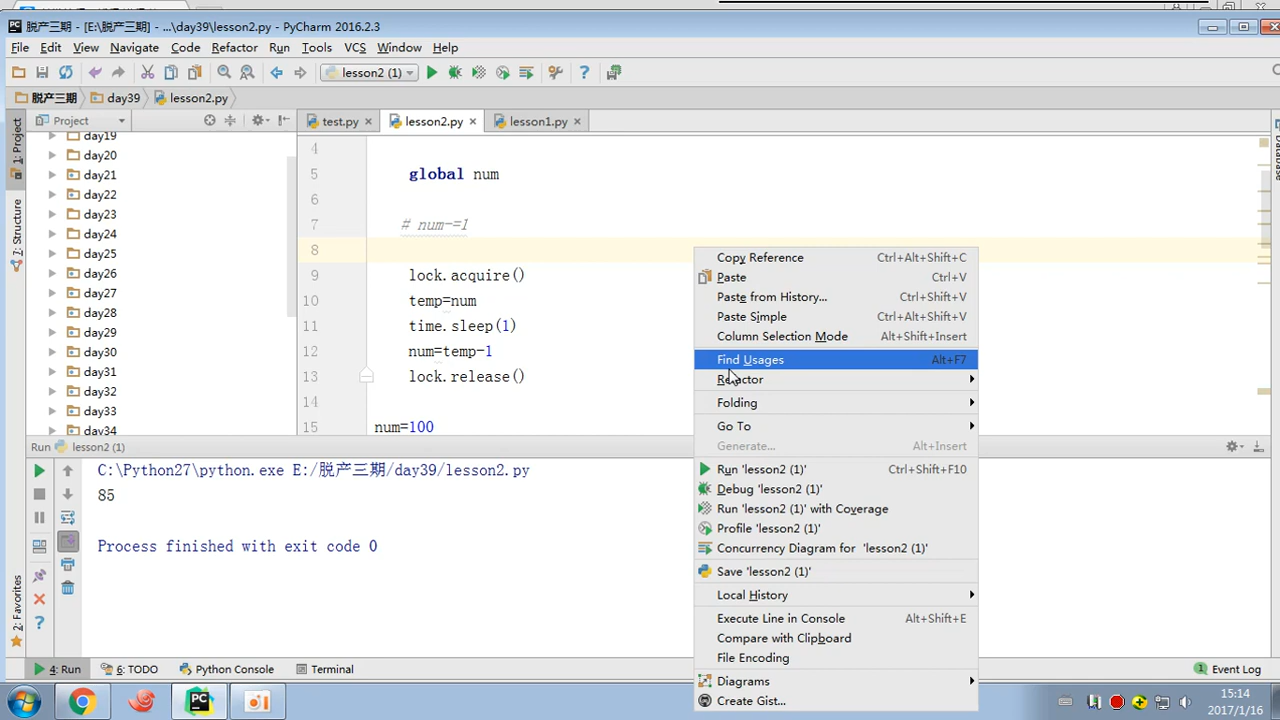 脱产三期 - [E:\脱产三期] - ...\day39\lesson2.py - PyCharm 2016.2.3
File Edit View Navigate Code Refactor Run Tools VCS Window Help
lesson2 (1)
脱产三期 day39 lesson2.py
Project
test.py lesson2.py lesson1.py
1: Project
7: Structure
2: Favorites
Database
day19
day20
day21
day22
day23
day24
day25
day26
day27
day28
day29
day30
day31
day32
day33
day34
4
5 global num
6
7 # num-=1
8
9 lock.acquire()
10 temp=num
11 time.sleep(1)
12 num=temp-1
13 lock.release()
14
15 num=100
Copy Reference Ctrl+Alt+Shift+C
Paste Ctrl+V
Paste from History... Ctrl+Shift+V
Paste Simple Ctrl+Alt+Shift+V
Column Selection Mode Alt+Shift+Insert
Find Usages Alt+F7
Refactor
Folding
Go To
Generate... Alt+Insert
Run 'lesson2 (1)' Ctrl+Shift+F10
Debug 'lesson2 (1)'
Run 'lesson2 (1)' with Coverage
Profile 'lesson2 (1)'
Concurrency Diagram for 'lesson2 (1)'
Save 'lesson2 (1)'
Local History
Execute Line in Console Alt+Shift+E
Compare with Clipboard
File Encoding
Diagrams
Create Gist...
Run lesson2 (1)
C:\Python27\python.exe E:/脱产三期/day39/lesson2.py
85
Process finished with exit code 0
4: Run 6: TODO Python Console Terminal 1 Event Log
PC
15:14
2017/1/16